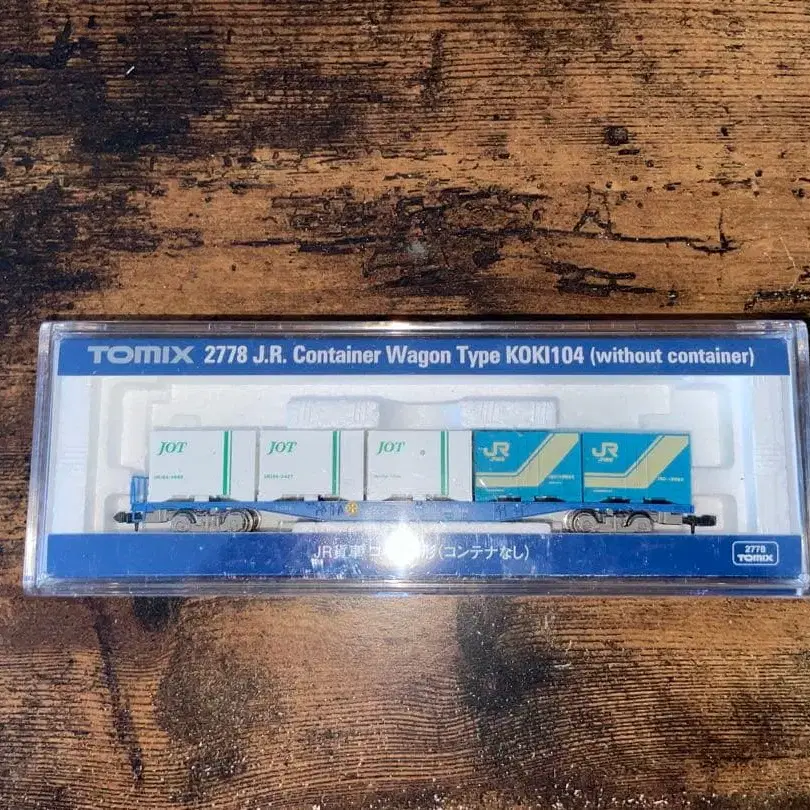 TOMIX 2778 J.R. Container Wagon Type KOKI104 (without container)
JOT JOT JOT JR JR
JR貨車 コ 形(コンテナなし)
2778
TOMIX